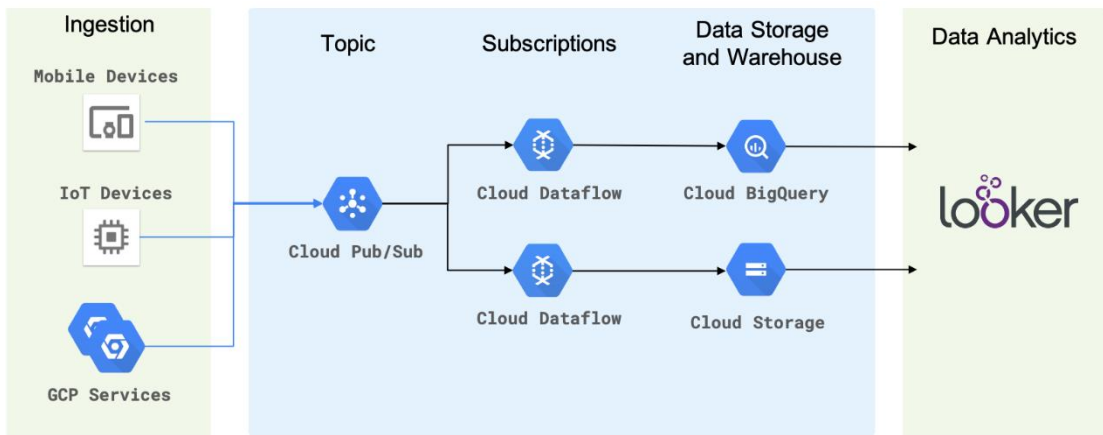 Ingestion
Topic
Subscriptions
Data Storage
and Warehouse
Data Analytics
Mobile Devices
IoT Devices
GCP Services
Cloud Pub/Sub
Cloud Dataflow
Cloud BigQuery
Cloud Dataflow
Cloud Storage
looker